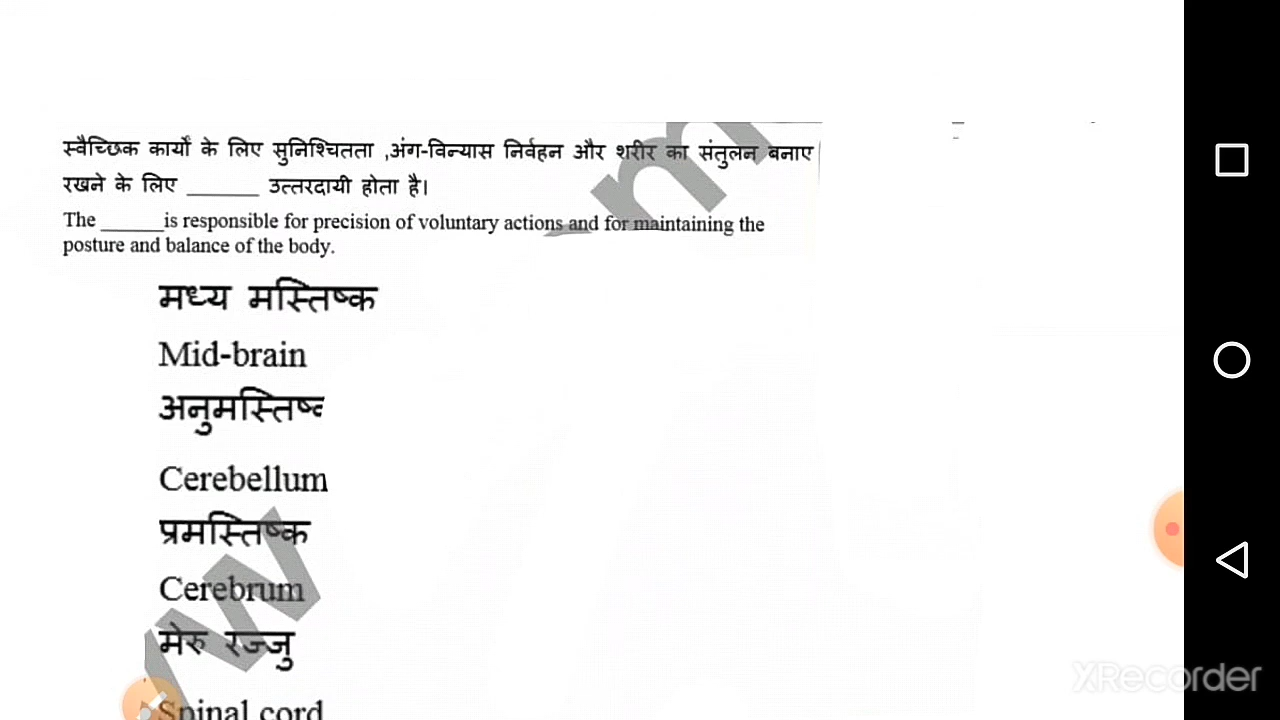 स्वैच्छिक कार्यों के लिए सुनिश्चितता ,अंग-विन्यास निर्वहन और शरीर का संतुलन बनाए
रखने के लिए _______ उत्तरदायी होता है।
The ______is responsible for precision of voluntary actions and for maintaining the
posture and balance of the body.
मध्य मस्तिष्क
Mid-brain
अनुमस्तिष्क
Cerebellum
प्रमस्तिष्क
Cerebrum
मेरु रज्जु
Spinal cord
m
w
XRecorder